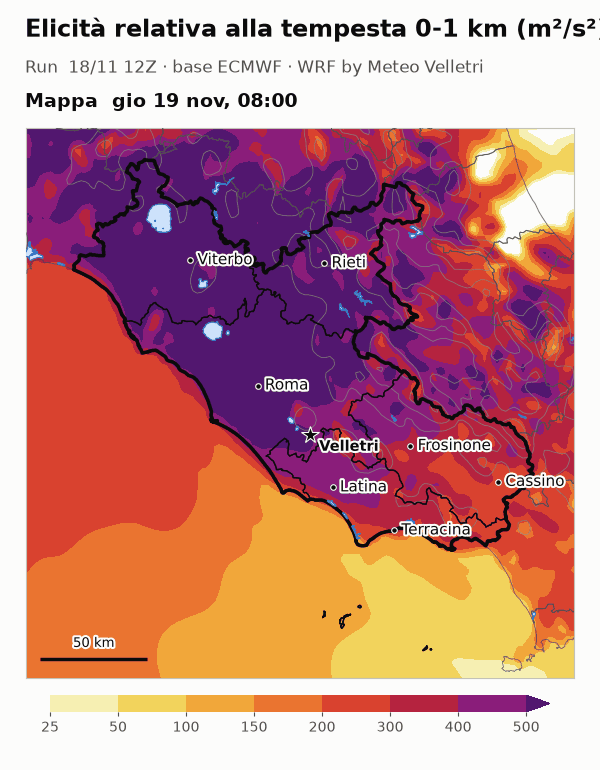 Elicità relativa alla tempesta 0-1 km (m²/s²)
Run 18/11 12Z · base ECMWF · WRF by Meteo Velletri
Mappa gio 19 nov, 08:00
Viterbo
Rieti
Roma
Velletri
Frosinone
Latina
Cassino
Terracina
50 km
25 50 100 150 200 300 400 500